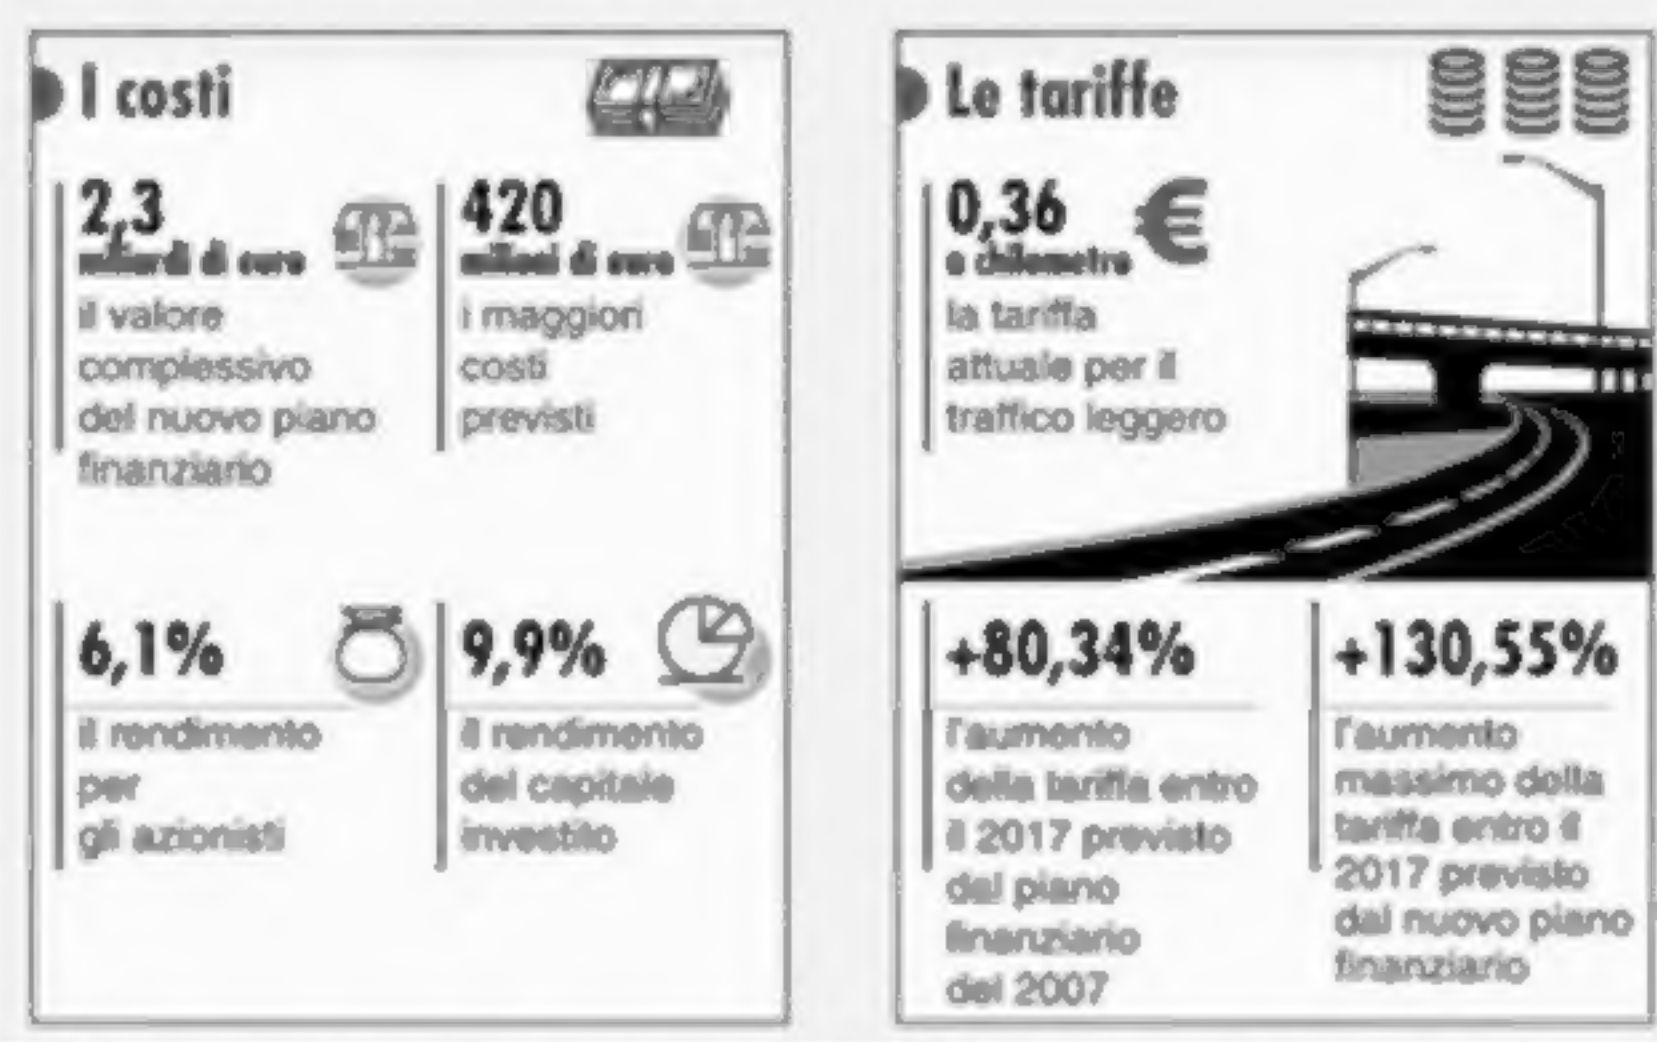 I costi
2,3
miliardi di euro
il valore
complessivo
del nuovo piano
finanziario
420
milioni di euro
i maggiori
costi
previsti
6,1%
il rendimento
per
gli azionisti
9,9%
il rendimento
del capitale
investito
Le tariffe
0,36
a chilometro
€
la tariffa
attuale per il
traffico leggero
+80,34%
l'aumento
della tariffa entro
il 2017 previsto
dal piano
finanziario
del 2007
+130,55%
l'aumento
massimo della
tariffa entro il
2017 previsto
dal nuovo piano
finanziario